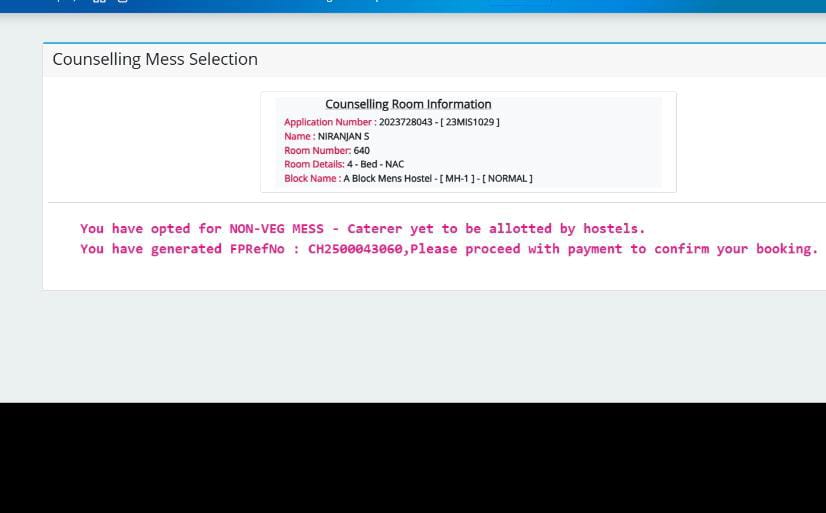 Counselling Mess Selection
Counselling Room Information
Application Number : 2023728043 - [ 23MIS1029 ]
Name : NIRANJAN S
Room Number: 640
Room Details: 4 - Bed - NAC
Block Name : A Block Mens Hostel - [ MH-1 ] - [ NORMAL ]
You have opted for NON-VEG MESS - Caterer yet to be allotted by hostels.
You have generated FPRefNo : CH2500043060,Please proceed with payment to confirm your booking.